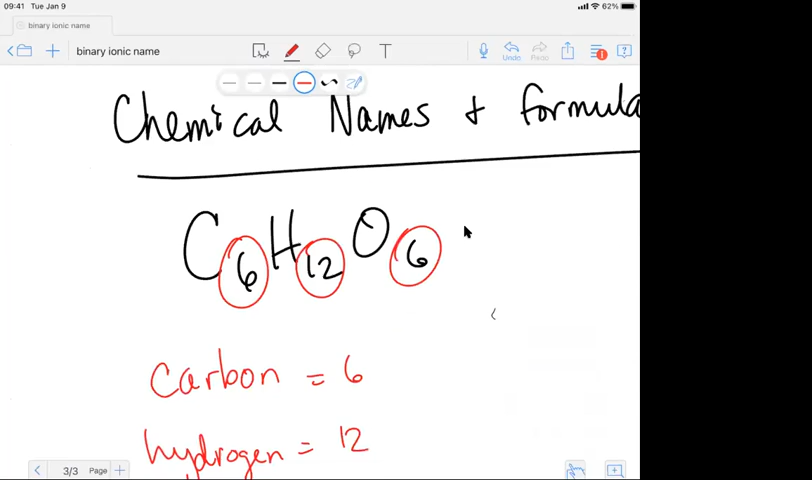 09:41 Tue Jan 9 62%
binary ionic name
binary ionic name T Undo Redo
Chemical Names + formula
C6H12O6
Carbon = 6
hydrogen = 12
3/3 Page